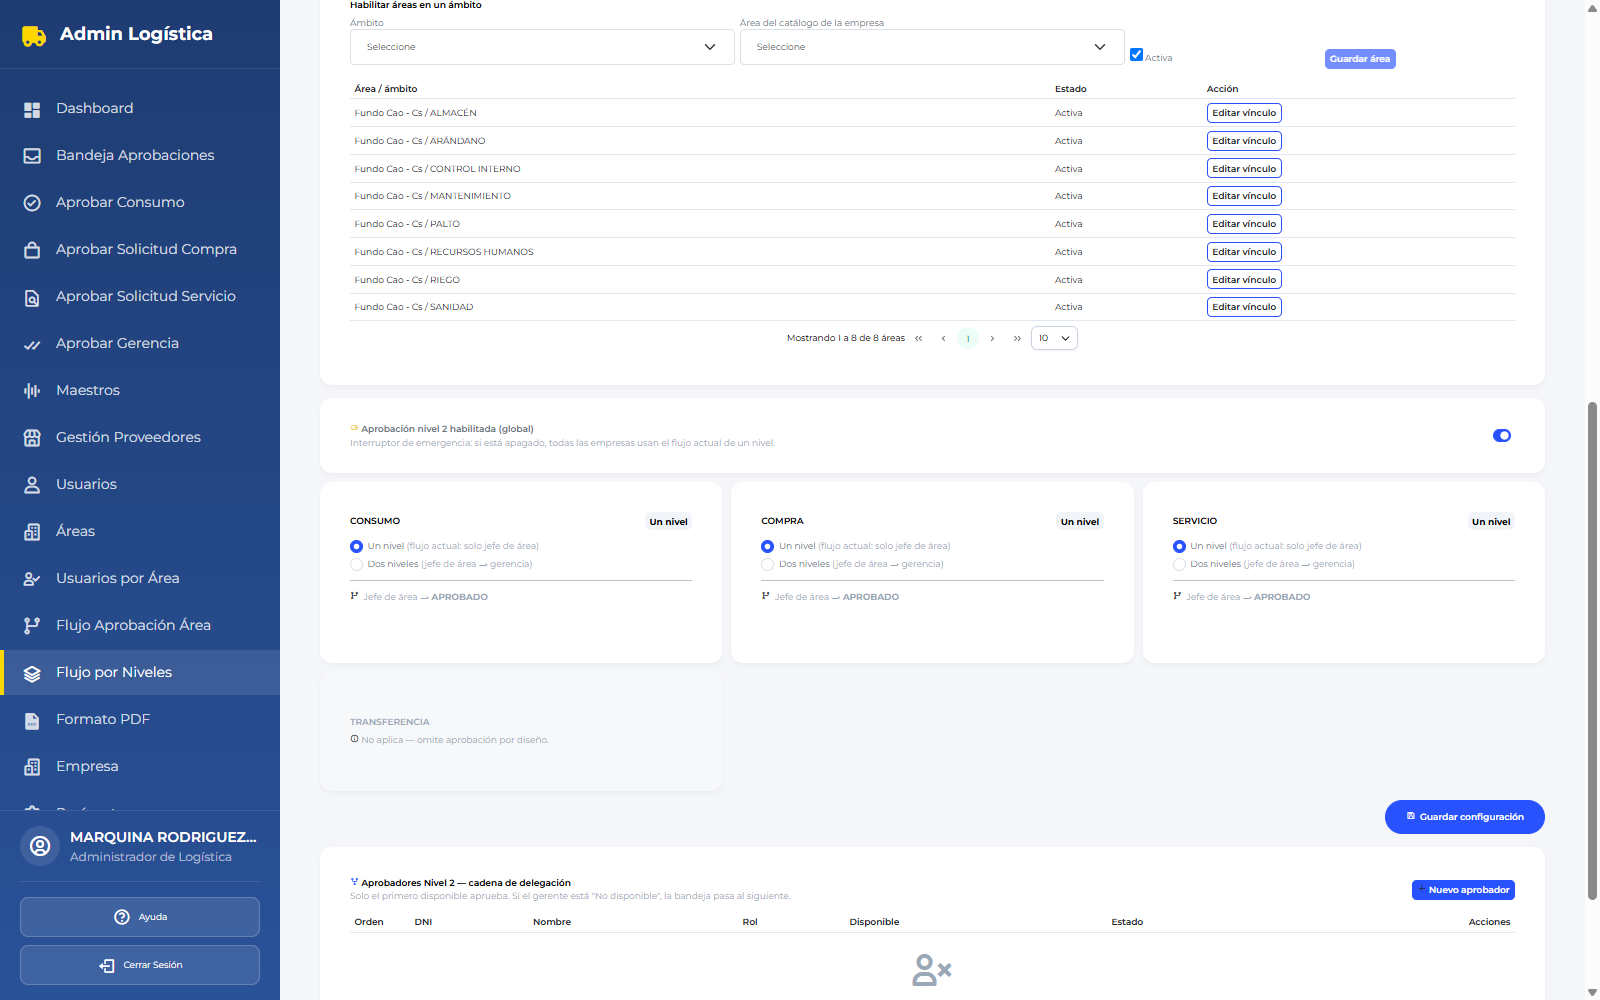 Admin Logística
Dashboard
Bandeja Aprobaciones
Aprobar Consumo
Aprobar Solicitud Compra
Aprobar Solicitud Servicio
Aprobar Gerencia
Maestros
Gestión Proveedores
Usuarios
Áreas
Usuarios por Área
Flujo Aprobación Área
Flujo por Niveles
Formato PDF
Empresa
MARQUINA RODRIGUEZ...
Administrador de Logística
Ayuda
Cerrar Sesión
Habilitar áreas en un ámbito
Ámbito
Área del catálogo de la empresa
Seleccione
Seleccione
Activa
Guardar área
Área / ámbito Estado Acción
Fundo Cao - Cs / ALMACÉN Activa Editar vínculo
Fundo Cao - Cs / ARÁNDANO Activa Editar vínculo
Fundo Cao - Cs / CONTROL INTERNO Activa Editar vínculo
Fundo Cao - Cs / MANTENIMIENTO Activa Editar vínculo
Fundo Cao - Cs / PALTO Activa Editar vínculo
Fundo Cao - Cs / RECURSOS HUMANOS Activa Editar vínculo
Fundo Cao - Cs / RIEGO Activa Editar vínculo
Fundo Cao - Cs / SANIDAD Activa Editar vínculo
Mostrando 1 a 8 de 8 áreas « ‹ 1 › » 10
Aprobación nivel 2 habilitada (global)
Interruptor de emergencia: si está apagado, todas las empresas usan el flujo actual de un nivel.
CONSUMO Un nivel
Un nivel (flujo actual: solo jefe de área)
Dos niveles (jefe de área → gerencia)
Jefe de área → APROBADO
COMPRA Un nivel
Un nivel (flujo actual: solo jefe de área)
Dos niveles (jefe de área → gerencia)
Jefe de área → APROBADO
SERVICIO Un nivel
Un nivel (flujo actual: solo jefe de área)
Dos niveles (jefe de área → gerencia)
Jefe de área → APROBADO
TRANSFERENCIA
No aplica — omite aprobación por diseño.
Guardar configuración
Aprobadores Nivel 2 — cadena de delegación
Solo el primero disponible aprueba. Si el gerente está "No disponible", la bandeja pasa al siguiente.
+ Nuevo aprobador
Orden DNI Nombre Rol Disponible Estado Acciones